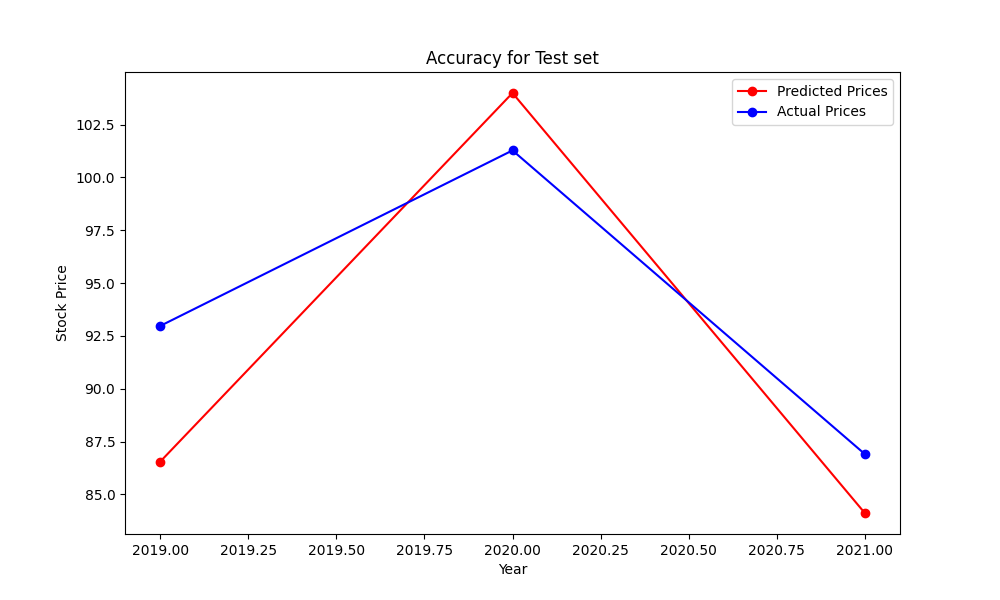 Accuracy for Test set
Predicted Prices
Actual Prices
102.5
100.0
97.5
95.0
92.5
90.0
87.5
85.0
Stock Price
2019.00 2019.25 2019.50 2019.75 2020.00 2020.25 2020.50 2020.75 2021.00
Year